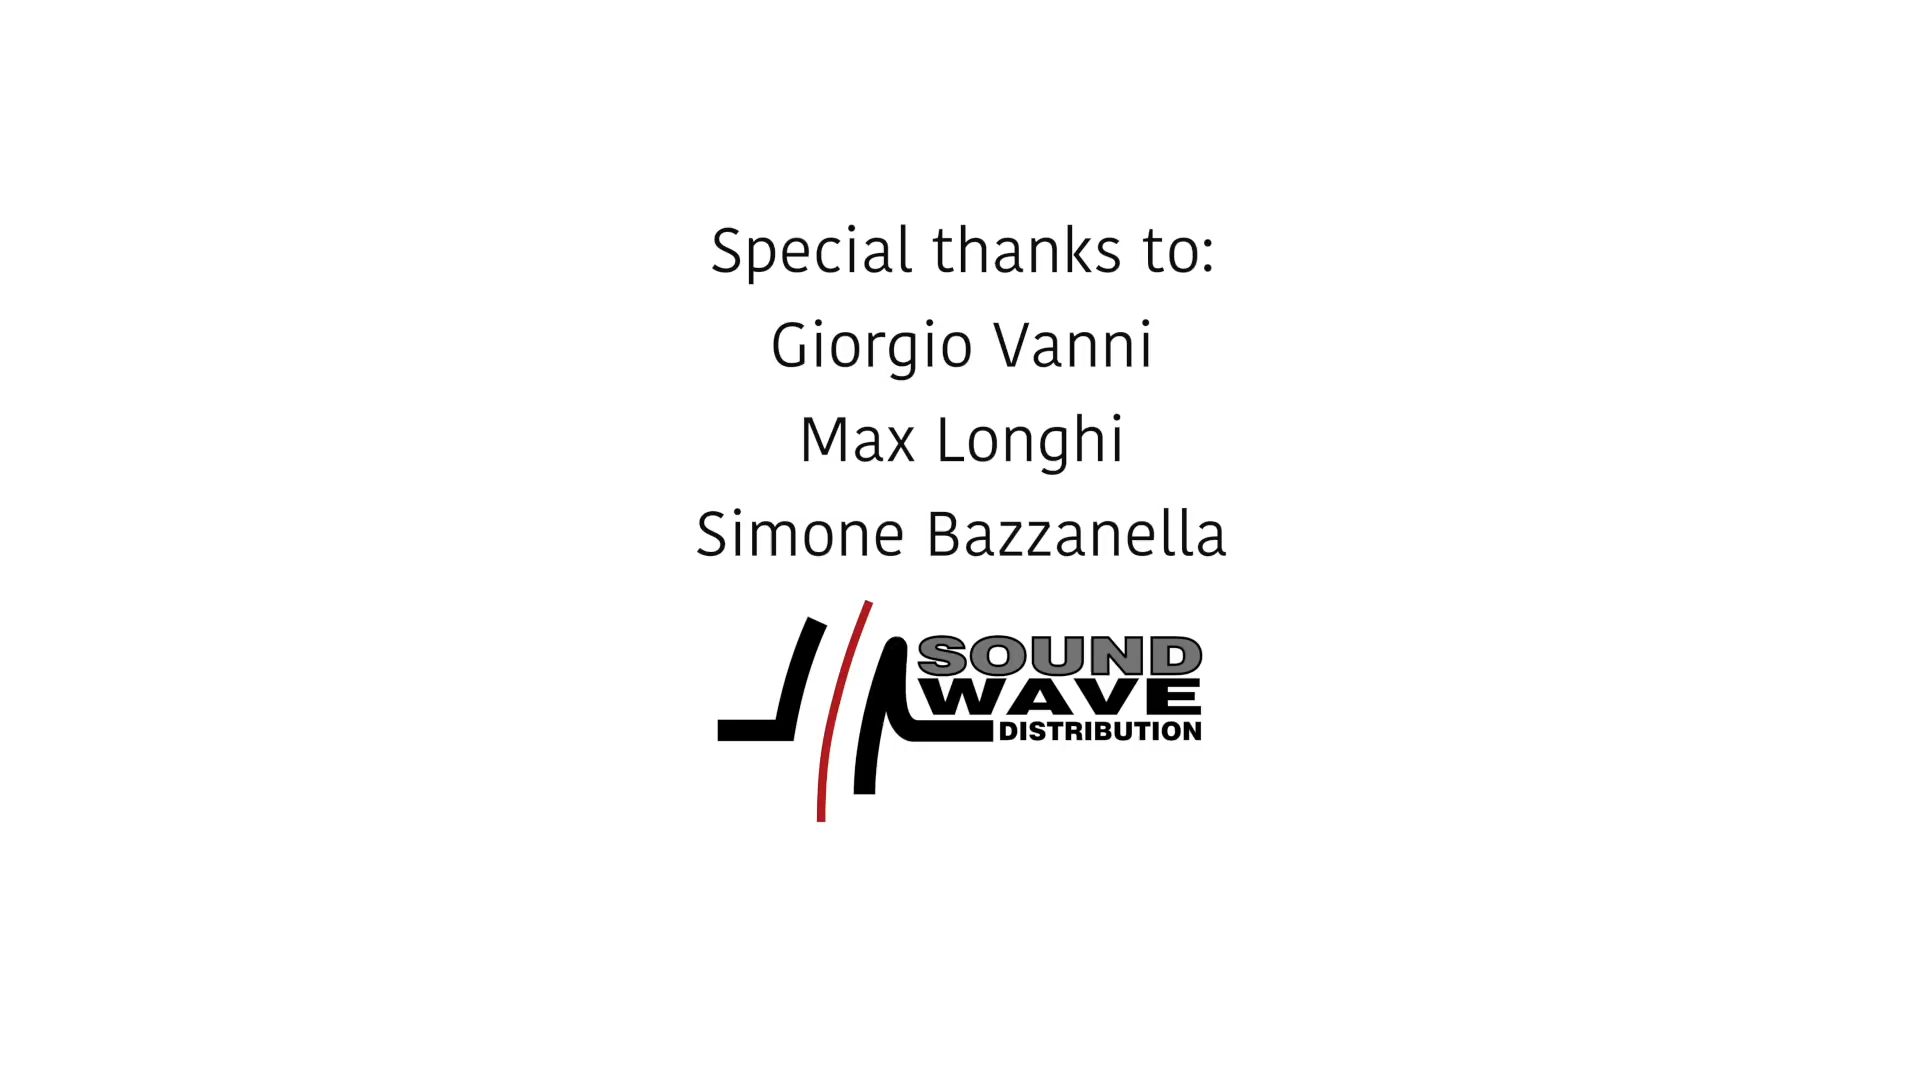 Special thanks to:
Giorgio Vanni
Max Longhi
Simone Bazzanella
SOUND
WAVE
DISTRIBUTION